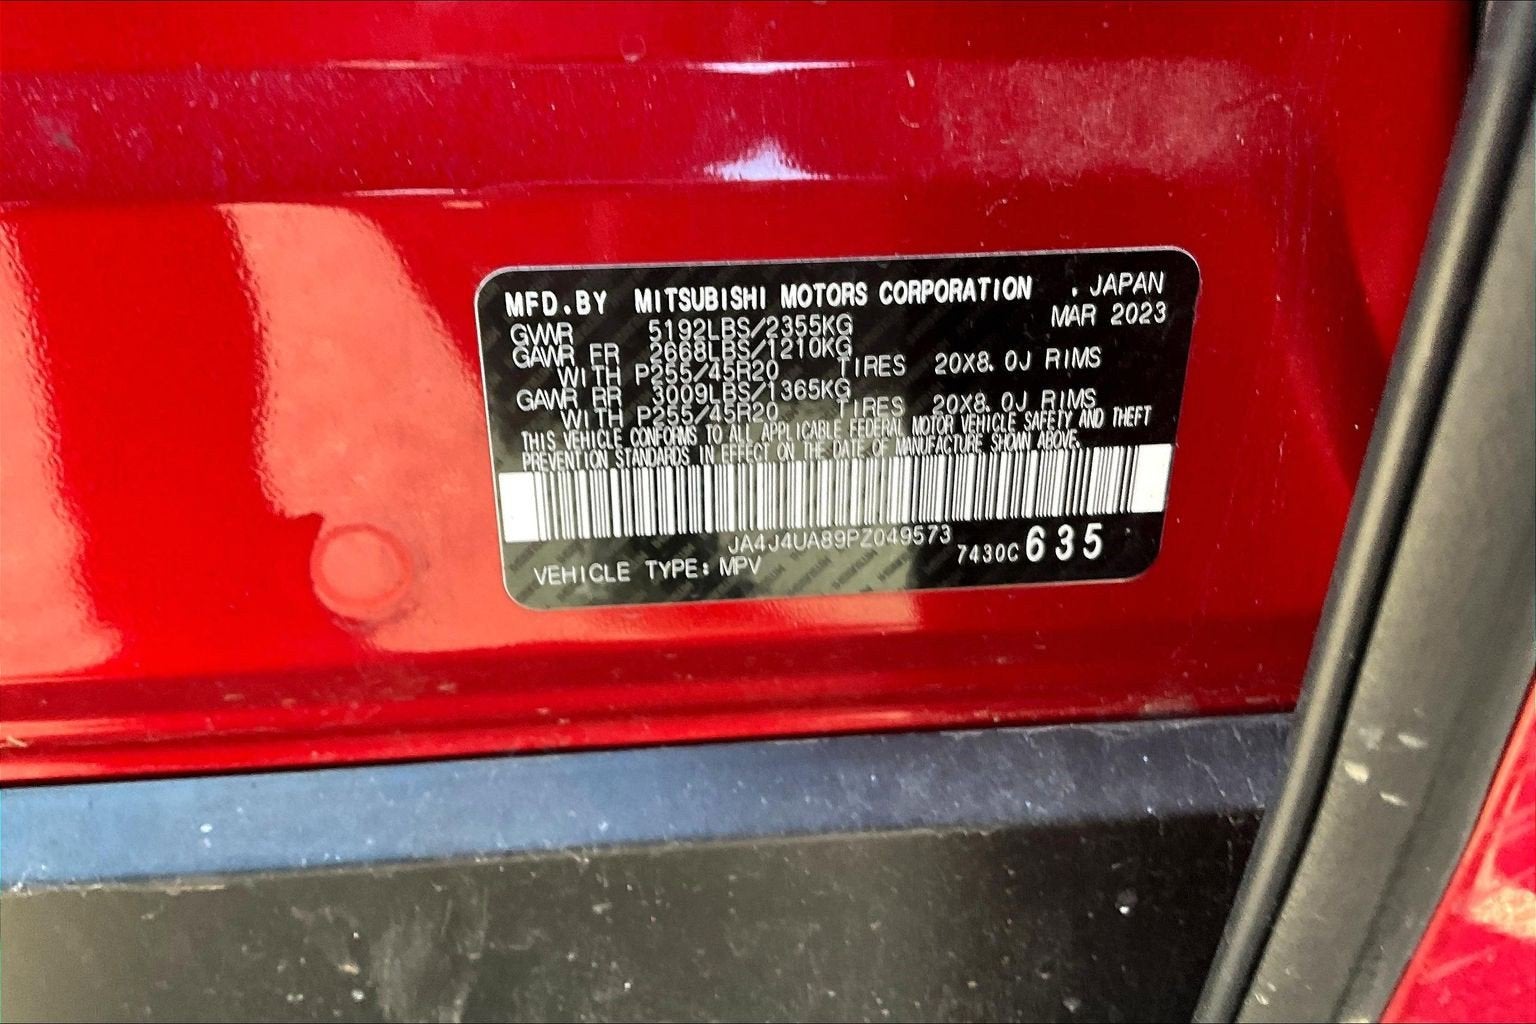 MFD.BY MITSUBISHI MOTORS CORPORATION . JAPAN
MAR 2023
GVWR 5192LBS/2355KG
GAWR FR 2668LBS/1210KG
WITH P255/45R20 TIRES 20X8.0J RIMS
GAWR RR 3009LBS/1365KG
WITH P255/45R20 TIRES 20X8.0J RIMS
THIS VEHICLE CONFORMS TO ALL APPLICABLE FEDERAL MOTOR VEHICLE SAFETY AND THEFT
PREVENTION STANDARDS IN EFFECT ON THE DATE OF MANUFACTURE SHOWN ABOVE.
JA4J4UA89PZ049573
7430C 635
VEHICLE TYPE: MPV